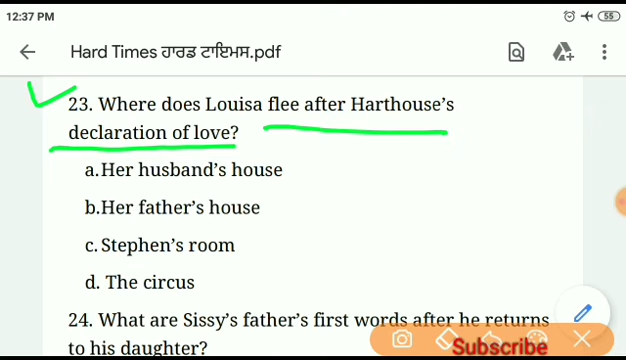 12:37 PM
55
Hard Times ਹਾਰਡ ਟਾਇਮਸ.pdf
23. Where does Louisa flee after Harthouse's
declaration of love?
a.Her husband's house
b.Her father's house
c. Stephen's room
d. The circus
24. What are Sissy's father's first words after he returns
to his daughter?
Subscribe